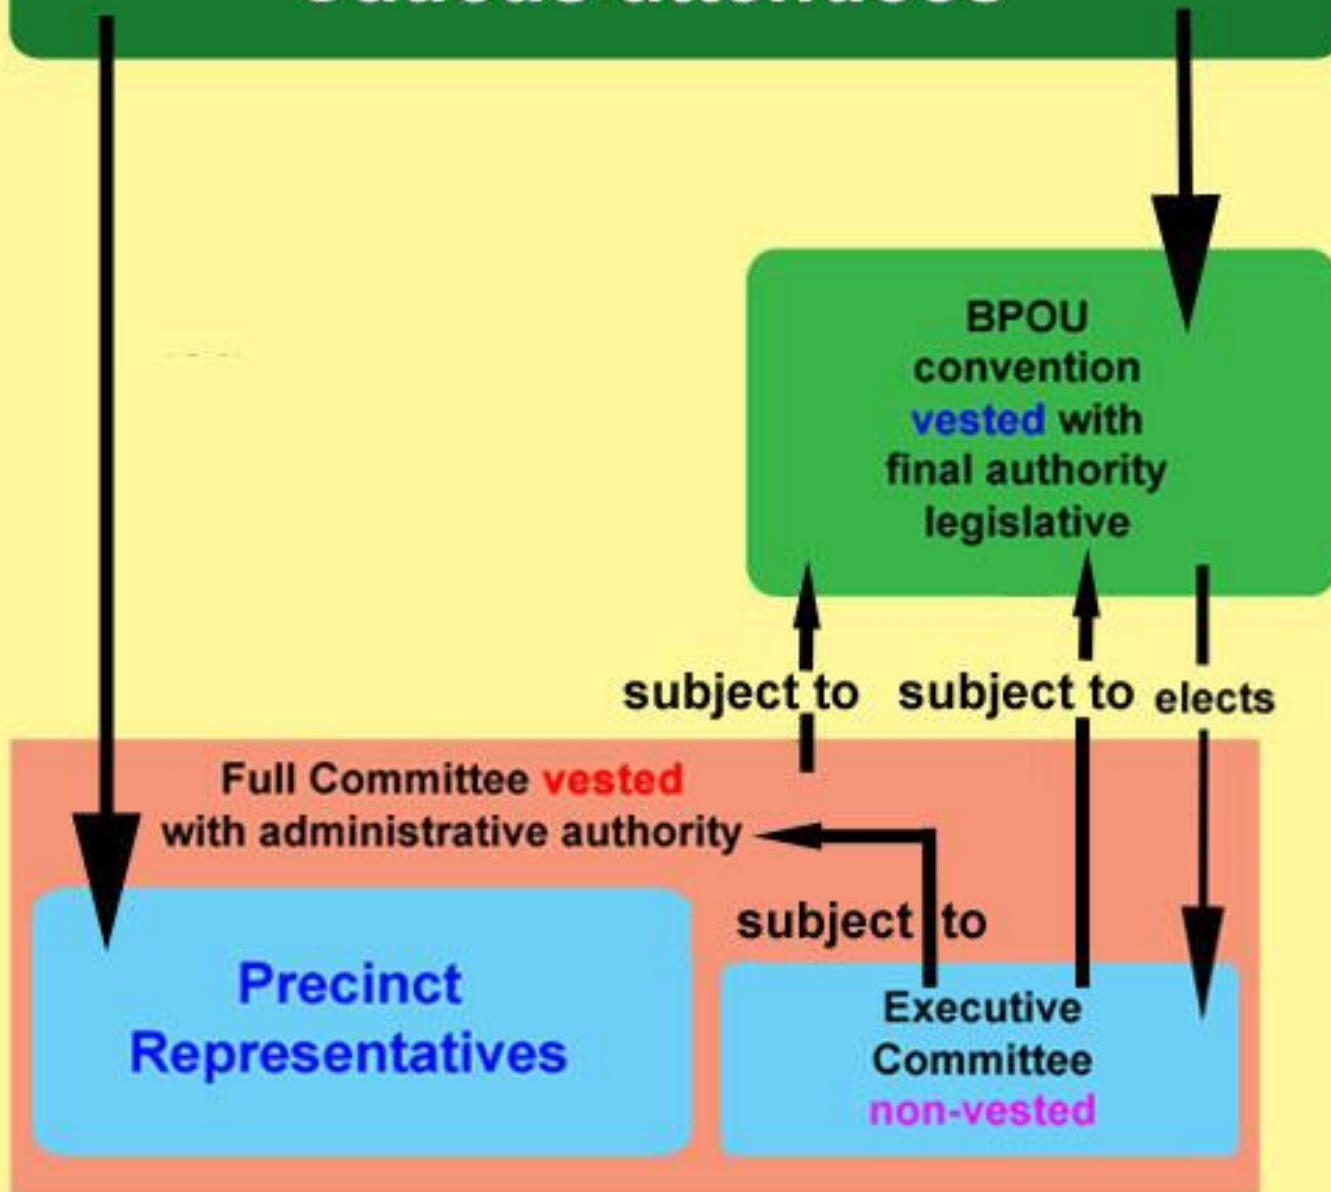 BPOU
convention
vested with
final authority
legislative
subject to
subject to
elects
Full Committee vested
with administrative authority
subject to
Precinct
Representatives
Executive
Committee
non-vested